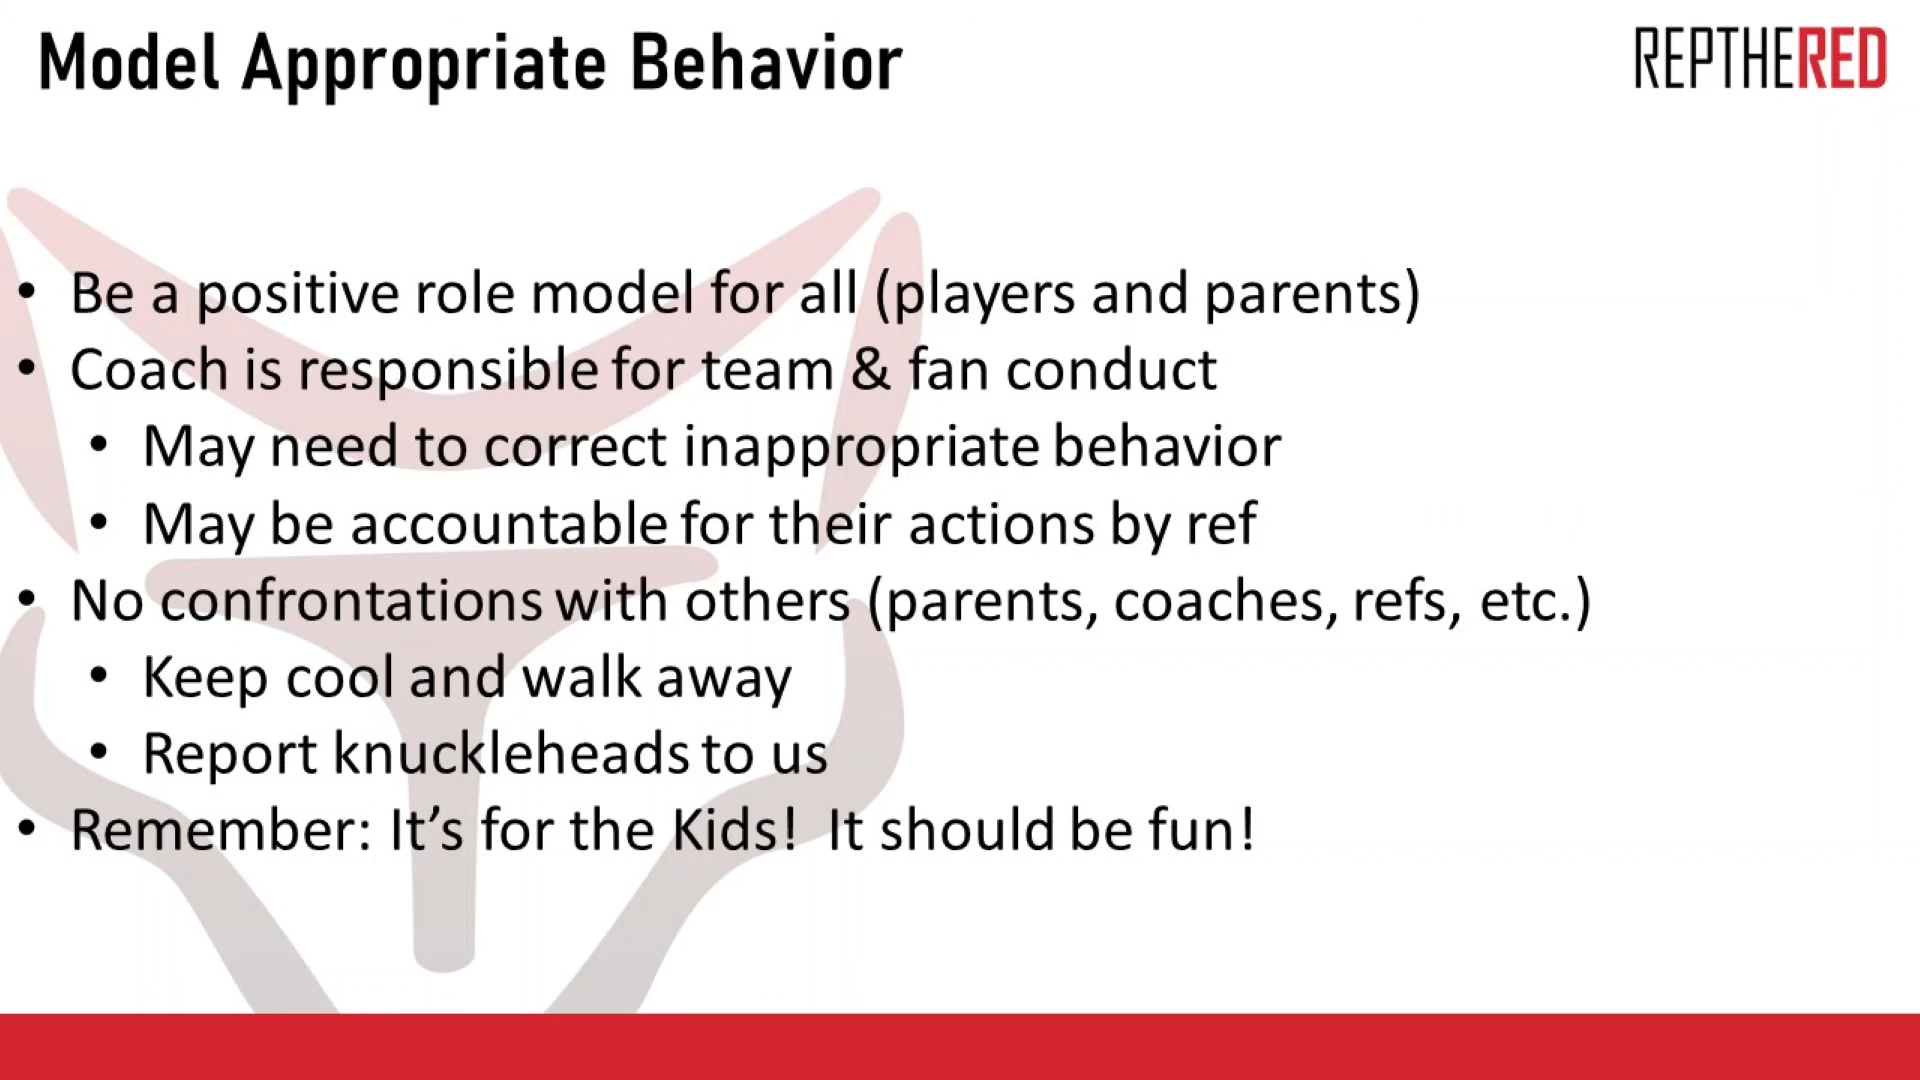 Model Appropriate Behavior
REPTHERED
• Be a positive role model for all (players and parents)
• Coach is responsible for team & fan conduct
• May need to correct inappropriate behavior
• May be accountable for their actions by ref
• No confrontations with others (parents, coaches, refs, etc.)
• Keep cool and walk away
• Report knuckleheads to us
• Remember: It’s for the Kids!  It should be fun!